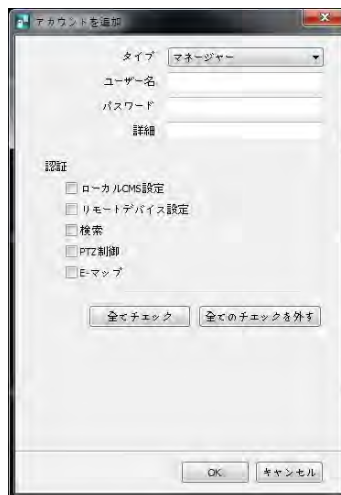 アカウントを追加
タイプ マネージャー
ユーザー名
パスワード
詳細
認証
ローカルCMS設定
リモートデバイス設定
検索
PTZ制御
E-マップ
全てチェック 全てのチェックを外す
OK キャンセル